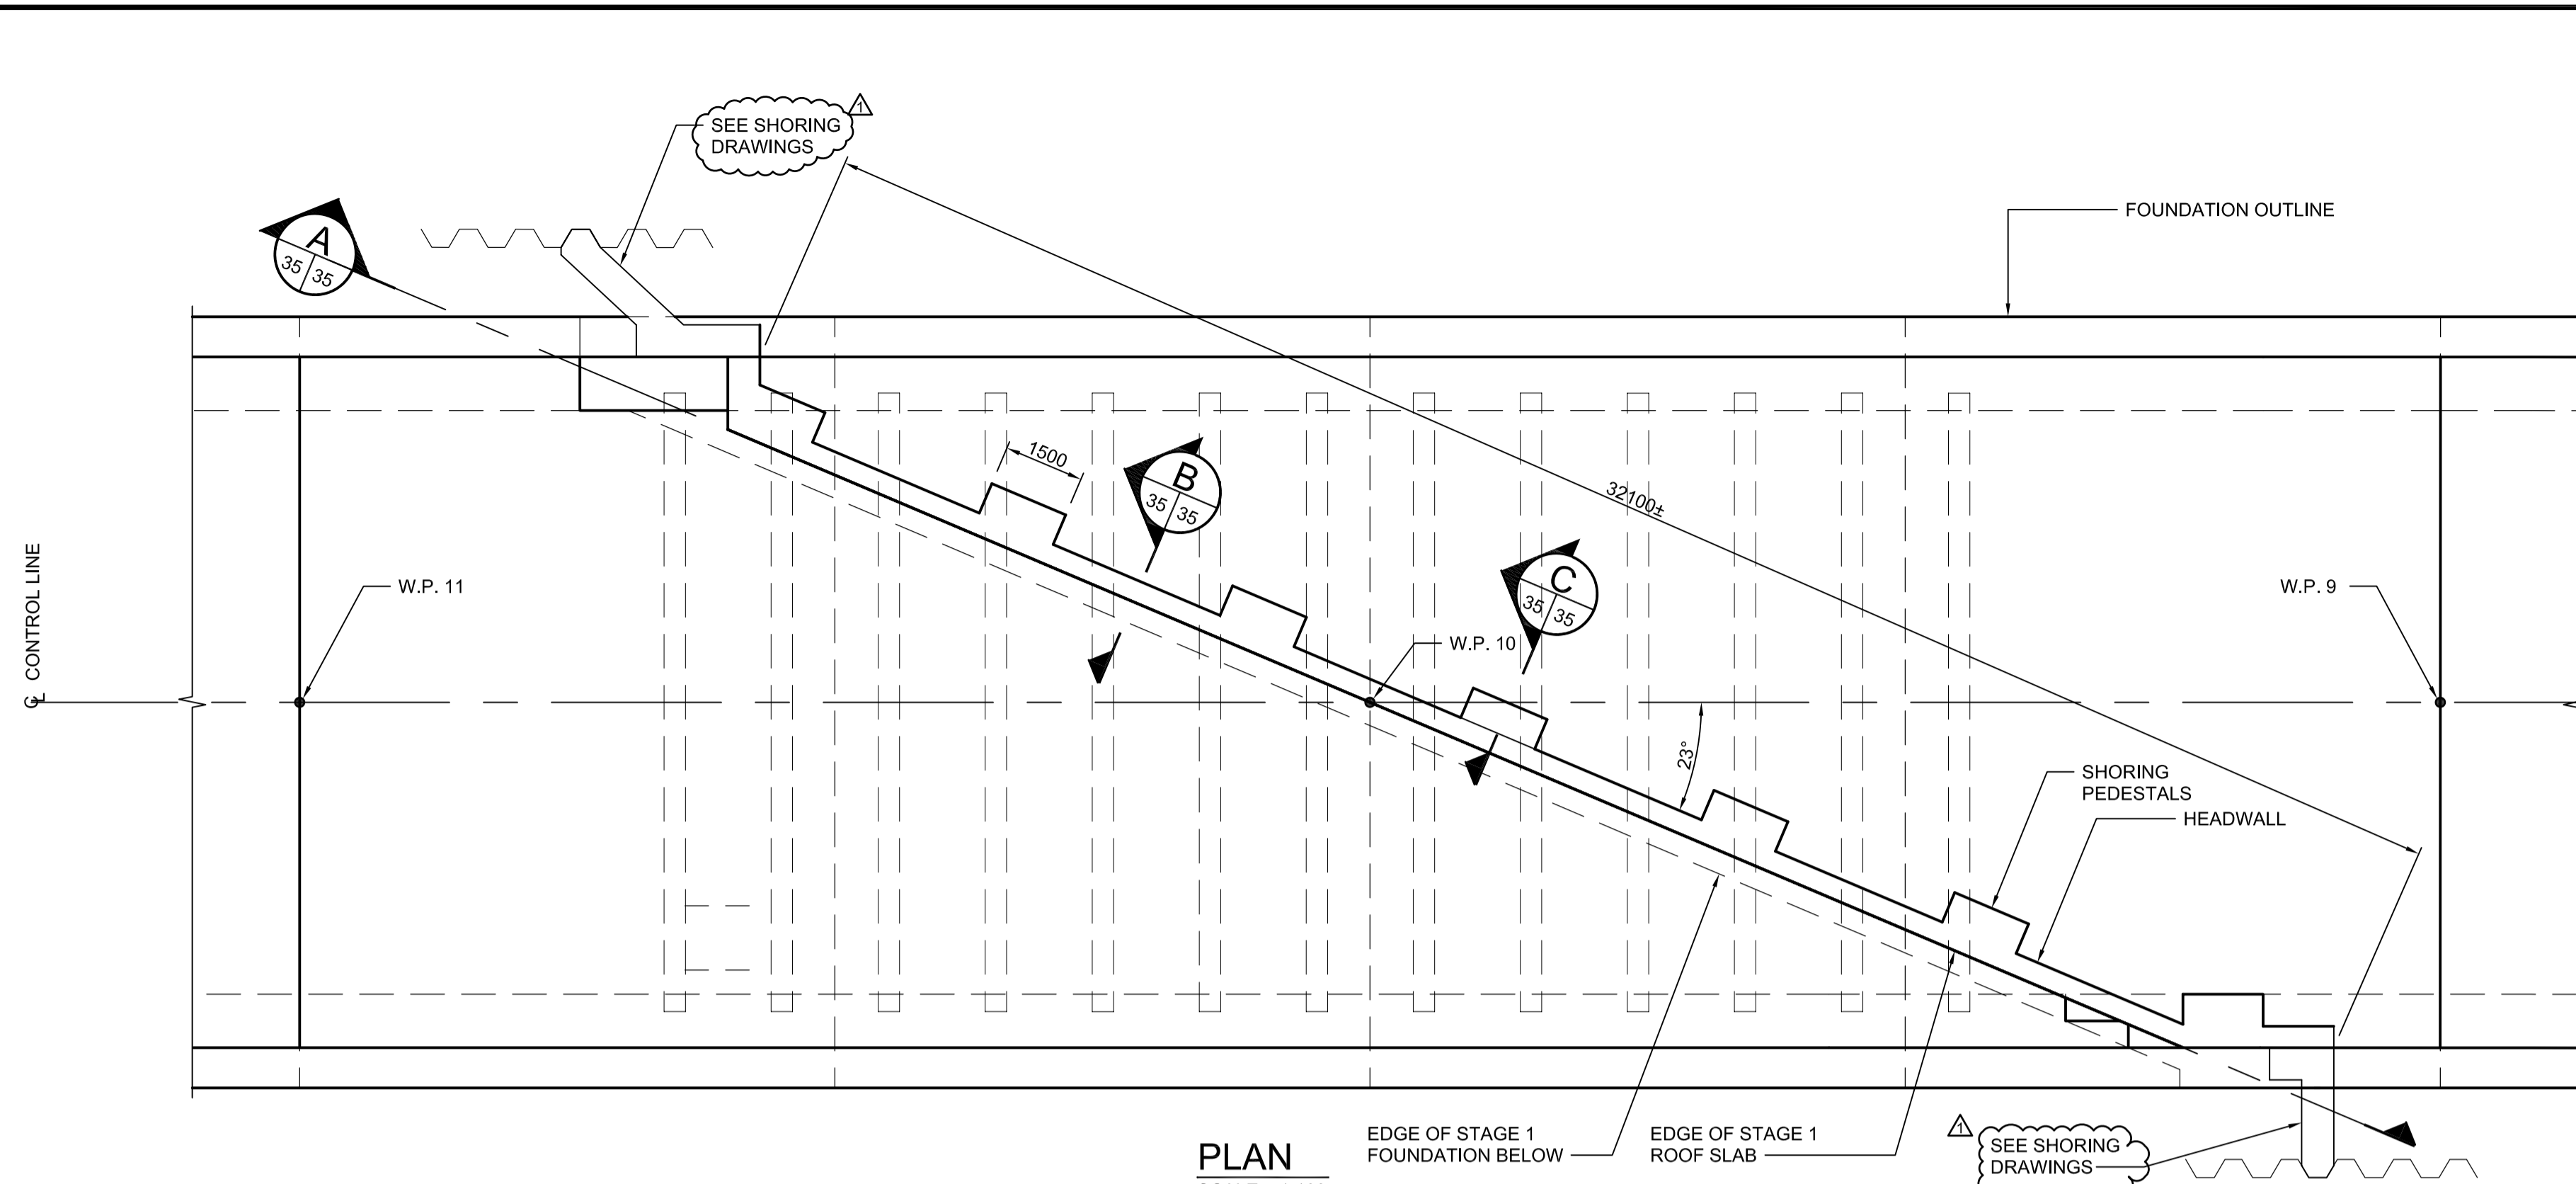 SEE SHORING
DRAWINGS
1
FOUNDATION OUTLINE
A
35 35
1500
B
35 35
32100±
C
35 35
℄ CONTROL LINE
W.P. 11
W.P. 10
W.P. 9
23°
SHORING
PEDESTALS
HEADWALL
EDGE OF STAGE 1
FOUNDATION BELOW
EDGE OF STAGE 1
ROOF SLAB
1
SEE SHORING
DRAWINGS
PLAN